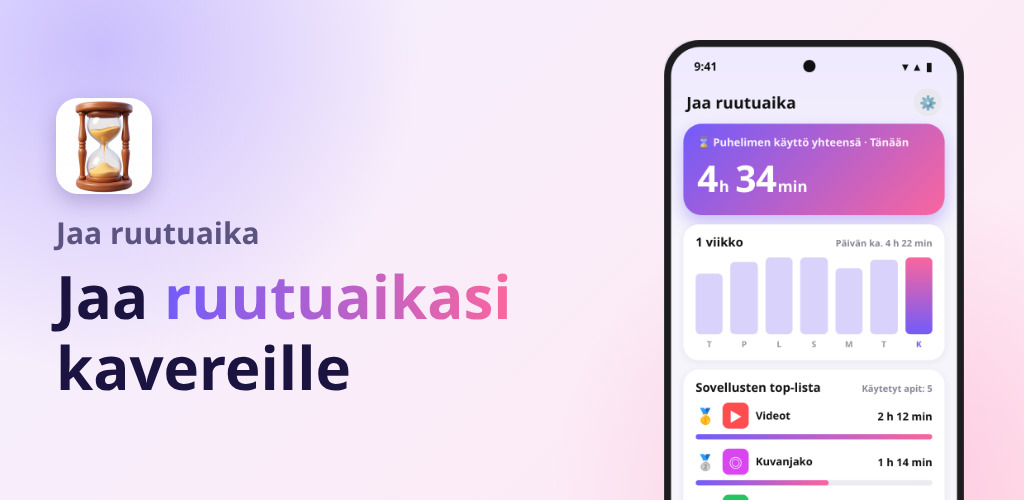 Jaa ruutuaika
Jaa ruutuaikasi
kavereille
9:41
Jaa ruutuaika
Puhelimen käyttö yhteensä · Tänään
4h 34min
1 viikko
Päivän ka. 4 h 22 min
T P L S M T K
Sovellusten top-lista
Käytetyt apit: 5
Videot
2 h 12 min
Kuvanjako
1 h 14 min